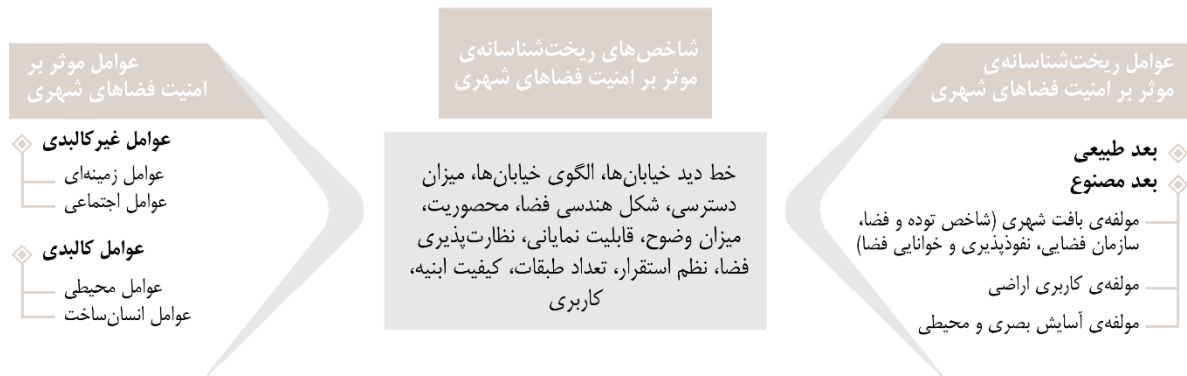 عوامل ریخت‌شناسانه‌ی
موثر بر امنیت فضاهای شهری
بعد طبیعی
بعد مصنوع
مولفه‌ی بافت شهری (شاخص توده و فضا،
سازمان فضایی، نفوذپذیری و خوانایی فضا)
مولفه‌ی کاربری اراضی
مولفه‌ی آسایش بصری و محیطی
شاخص‌های ریخت‌شناسانه‌ی
موثر بر امنیت فضاهای شهری
خط دید خیابان‌ها، الگوی خیابان‌ها، میزان
دسترسی، شکل هندسی فضا، محصوریت،
میزان وضوح، قابلیت نمایانی، نظارت‌پذیری
فضا، نظم استقرار، تعداد طبقات، کیفیت ابنیه،
کاربری
عوامل موثر بر
امنیت فضاهای شهری
عوامل غیرکالبدی
عوامل زمینه‌ای
عوامل اجتماعی
عوامل کالبدی
عوامل محیطی
عوامل انسان‌ساخت